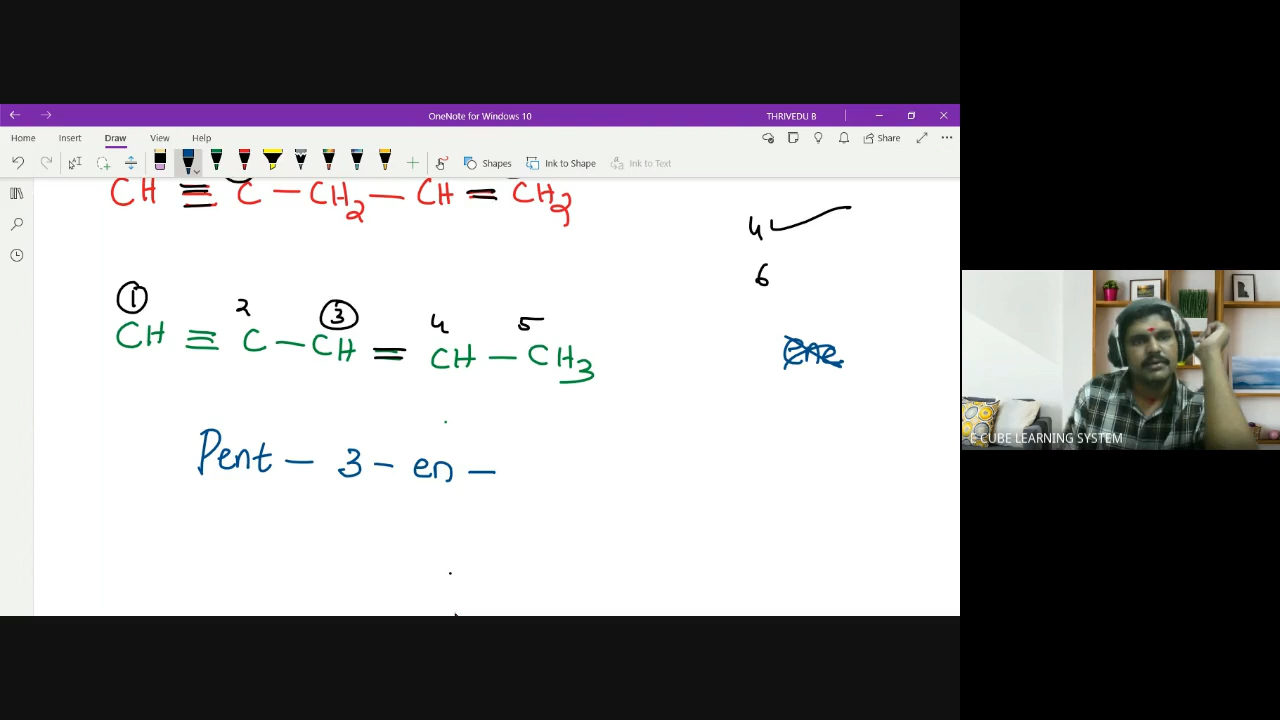 OneNote for Windows 10
THRIVEDU B
Home Insert Draw View Help
Share
Shapes Ink to Shape Ink to Text
CH ≡ C — CH2 — CH = CH2
4 ✓
6
① 2 ③ 4 5
CH ≡ C — CH = CH — CH3
ene
Pent — 3 — en —
E CUBE LEARNING SYSTEM